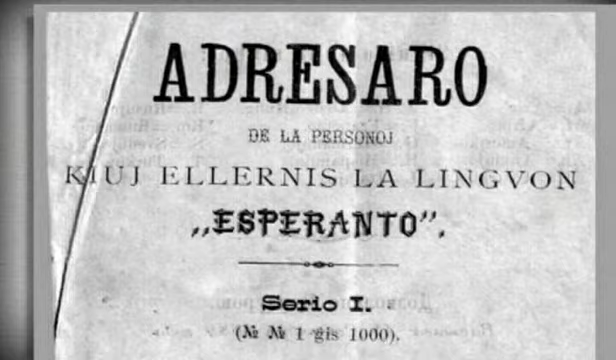 ADRESARO
DE LA PERSONOJ
KIUJ ELLERNIS LA LINGVON
„ESPERANTO”.
Serio I.
(№ № 1 ĝis 1000).